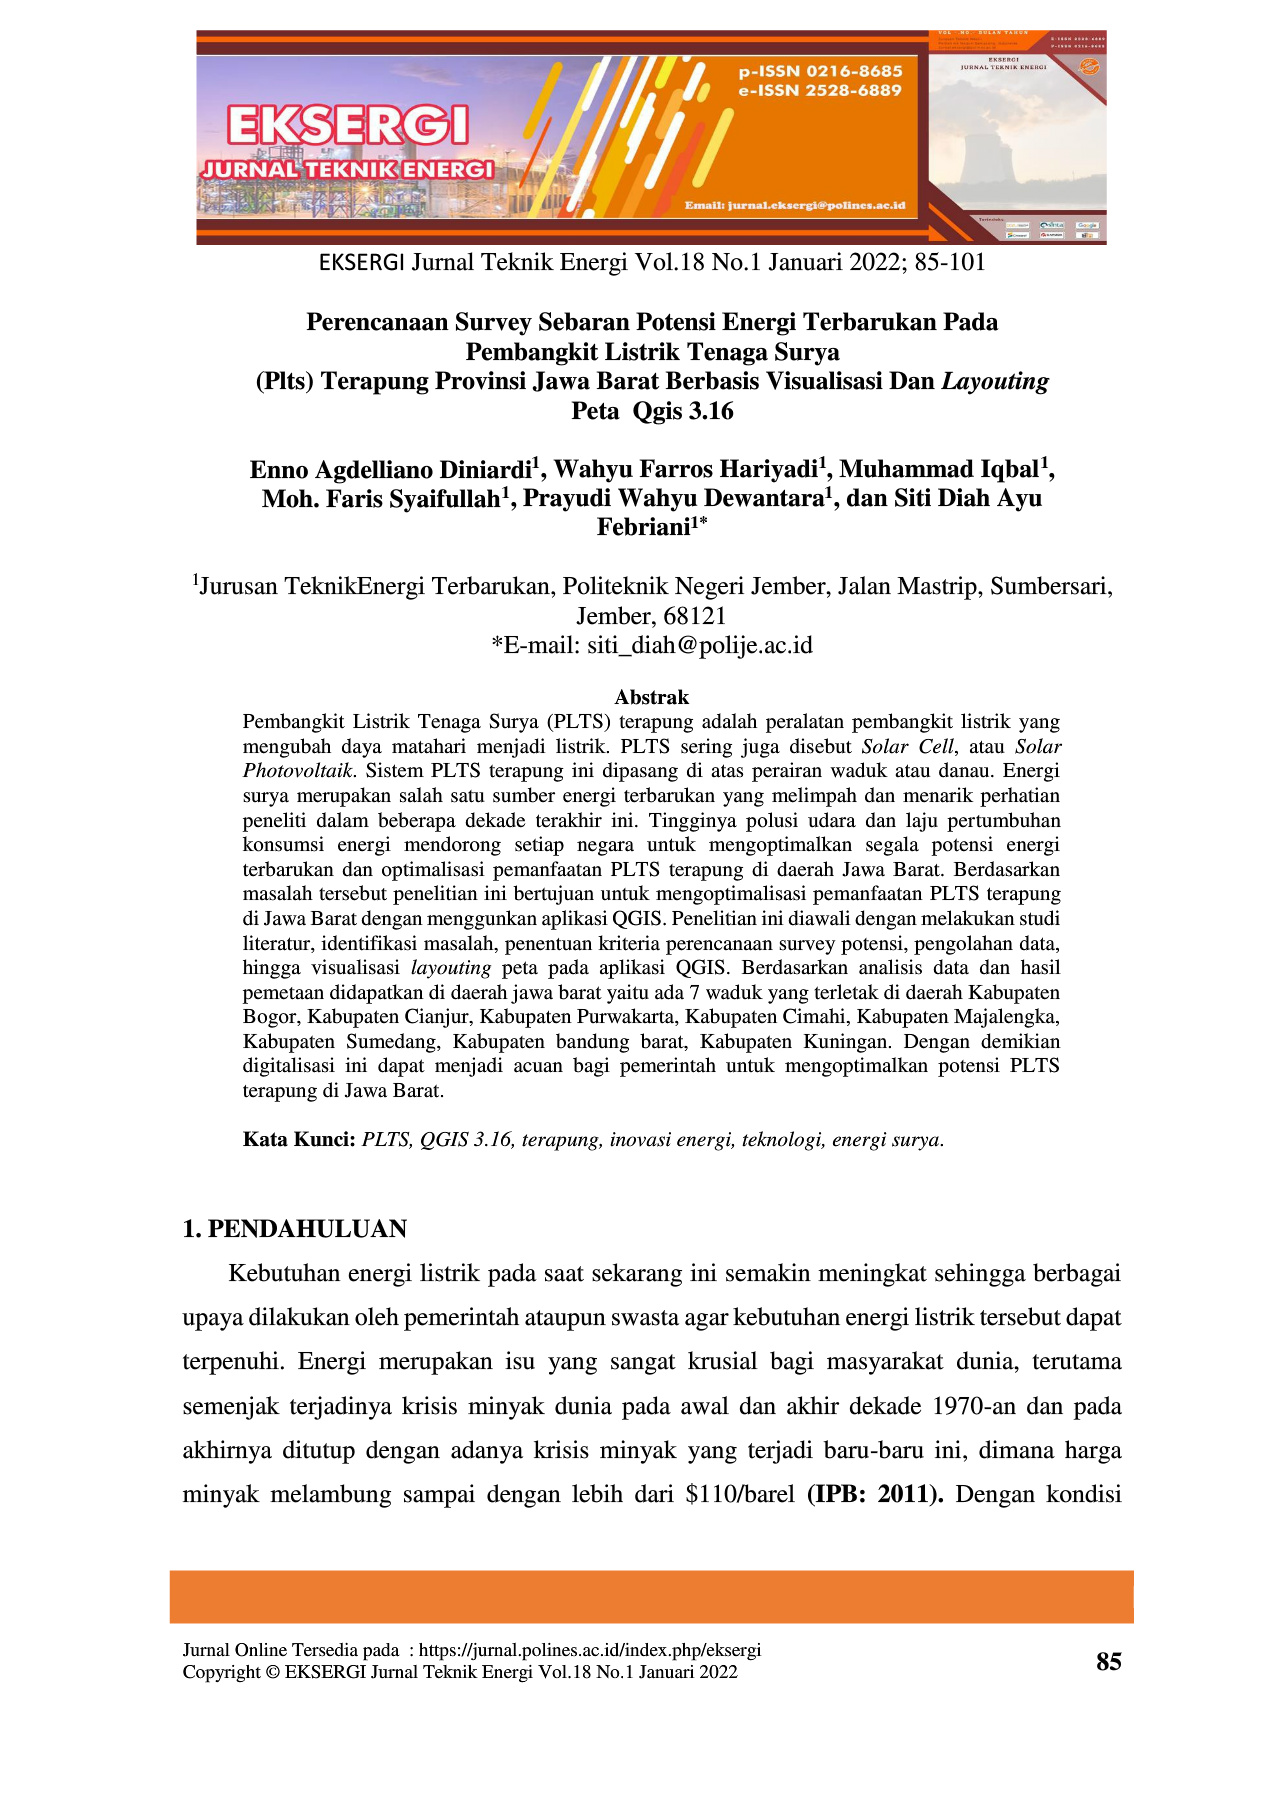 VOL. .NO. . BULAN TAHUN
p-ISSN 0216-8685
e-ISSN 2528-6889
EKSERGI
JURNAL TEKNIK ENERGI
EKSERGI
JURNAL TEKNIK ENERGI
Email: jurnal.eksergi@polines.ac.id
EKSERGI Jurnal Teknik Energi Vol.18 No.1 Januari 2022; 85-101
Perencanaan Survey Sebaran Potensi Energi Terbarukan Pada
Pembangkit Listrik Tenaga Surya
(Plts) Terapung Provinsi Jawa Barat Berbasis Visualisasi Dan Layouting
Peta Qgis 3.16
Enno Agdelliano Diniardi¹, Wahyu Farros Hariyadi¹, Muhammad Iqbal¹,
Moh. Faris Syaifullah¹, Prayudi Wahyu Dewantara¹, dan Siti Diah Ayu
Febriani¹*
¹Jurusan TeknikEnergi Terbarukan, Politeknik Negeri Jember, Jalan Mastrip, Sumbersari,
Jember, 68121
*E-mail: siti_diah@polije.ac.id
Abstrak
Pembangkit Listrik Tenaga Surya (PLTS) terapung adalah peralatan pembangkit listrik yang
mengubah daya matahari menjadi listrik. PLTS sering juga disebut Solar Cell, atau Solar
Photovoltaik. Sistem PLTS terapung ini dipasang di atas perairan waduk atau danau. Energi
surya merupakan salah satu sumber energi terbarukan yang melimpah dan menarik perhatian
peneliti dalam beberapa dekade terakhir ini. Tingginya polusi udara dan laju pertumbuhan
konsumsi energi mendorong setiap negara untuk mengoptimalkan segala potensi energi
terbarukan dan optimalisasi pemanfaatan PLTS terapung di daerah Jawa Barat. Berdasarkan
masalah tersebut penelitian ini bertujuan untuk mengoptimalisasi pemanfaatan PLTS terapung
di Jawa Barat dengan menggunkan aplikasi QGIS. Penelitian ini diawali dengan melakukan studi
literatur, identifikasi masalah, penentuan kriteria perencanaan survey potensi, pengolahan data,
hingga visualisasi layouting peta pada aplikasi QGIS. Berdasarkan analisis data dan hasil
pemetaan didapatkan di daerah jawa barat yaitu ada 7 waduk yang terletak di daerah Kabupaten
Bogor, Kabupaten Cianjur, Kabupaten Purwakarta, Kabupaten Cimahi, Kabupaten Majalengka,
Kabupaten Sumedang, Kabupaten bandung barat, Kabupaten Kuningan. Dengan demikian
digitalisasi ini dapat menjadi acuan bagi pemerintah untuk mengoptimalkan potensi PLTS
terapung di Jawa Barat.
Kata Kunci: PLTS, QGIS 3.16, terapung, inovasi energi, teknologi, energi surya.
1. PENDAHULUAN
Kebutuhan energi listrik pada saat sekarang ini semakin meningkat sehingga berbagai
upaya dilakukan oleh pemerintah ataupun swasta agar kebutuhan energi listrik tersebut dapat
terpenuhi. Energi merupakan isu yang sangat krusial bagi masyarakat dunia, terutama
semenjak terjadinya krisis minyak dunia pada awal dan akhir dekade 1970-an dan pada
akhirnya ditutup dengan adanya krisis minyak yang terjadi baru-baru ini, dimana harga
minyak melambung sampai dengan lebih dari $110/barel (IPB: 2011). Dengan kondisi
Jurnal Online Tersedia pada : https://jurnal.polines.ac.id/index.php/eksergi
Copyright © EKSERGI Jurnal Teknik Energi Vol.18 No.1 Januari 2022
85